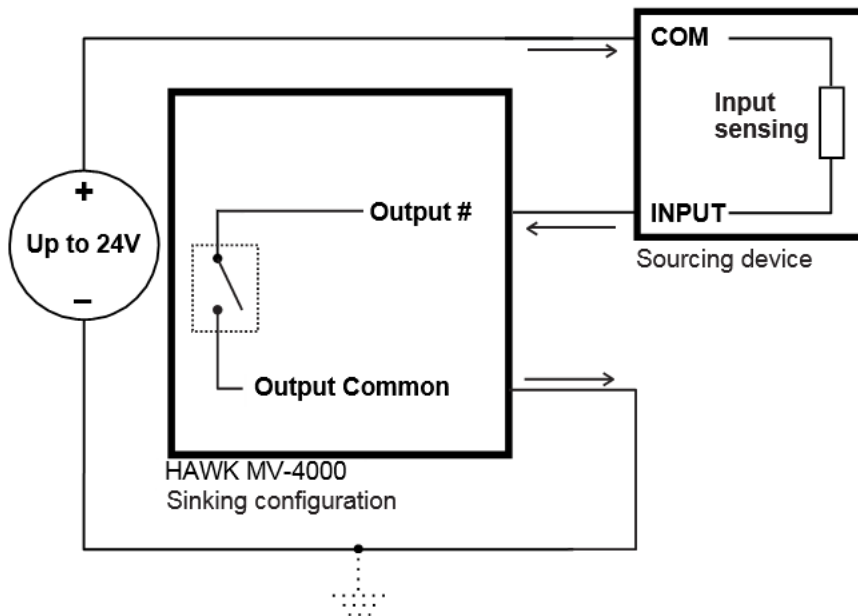 COM
Input
sensing
+
Up to 24V
−
Output #
INPUT
Sourcing device
Output Common
HAWK MV-4000
Sinking configuration